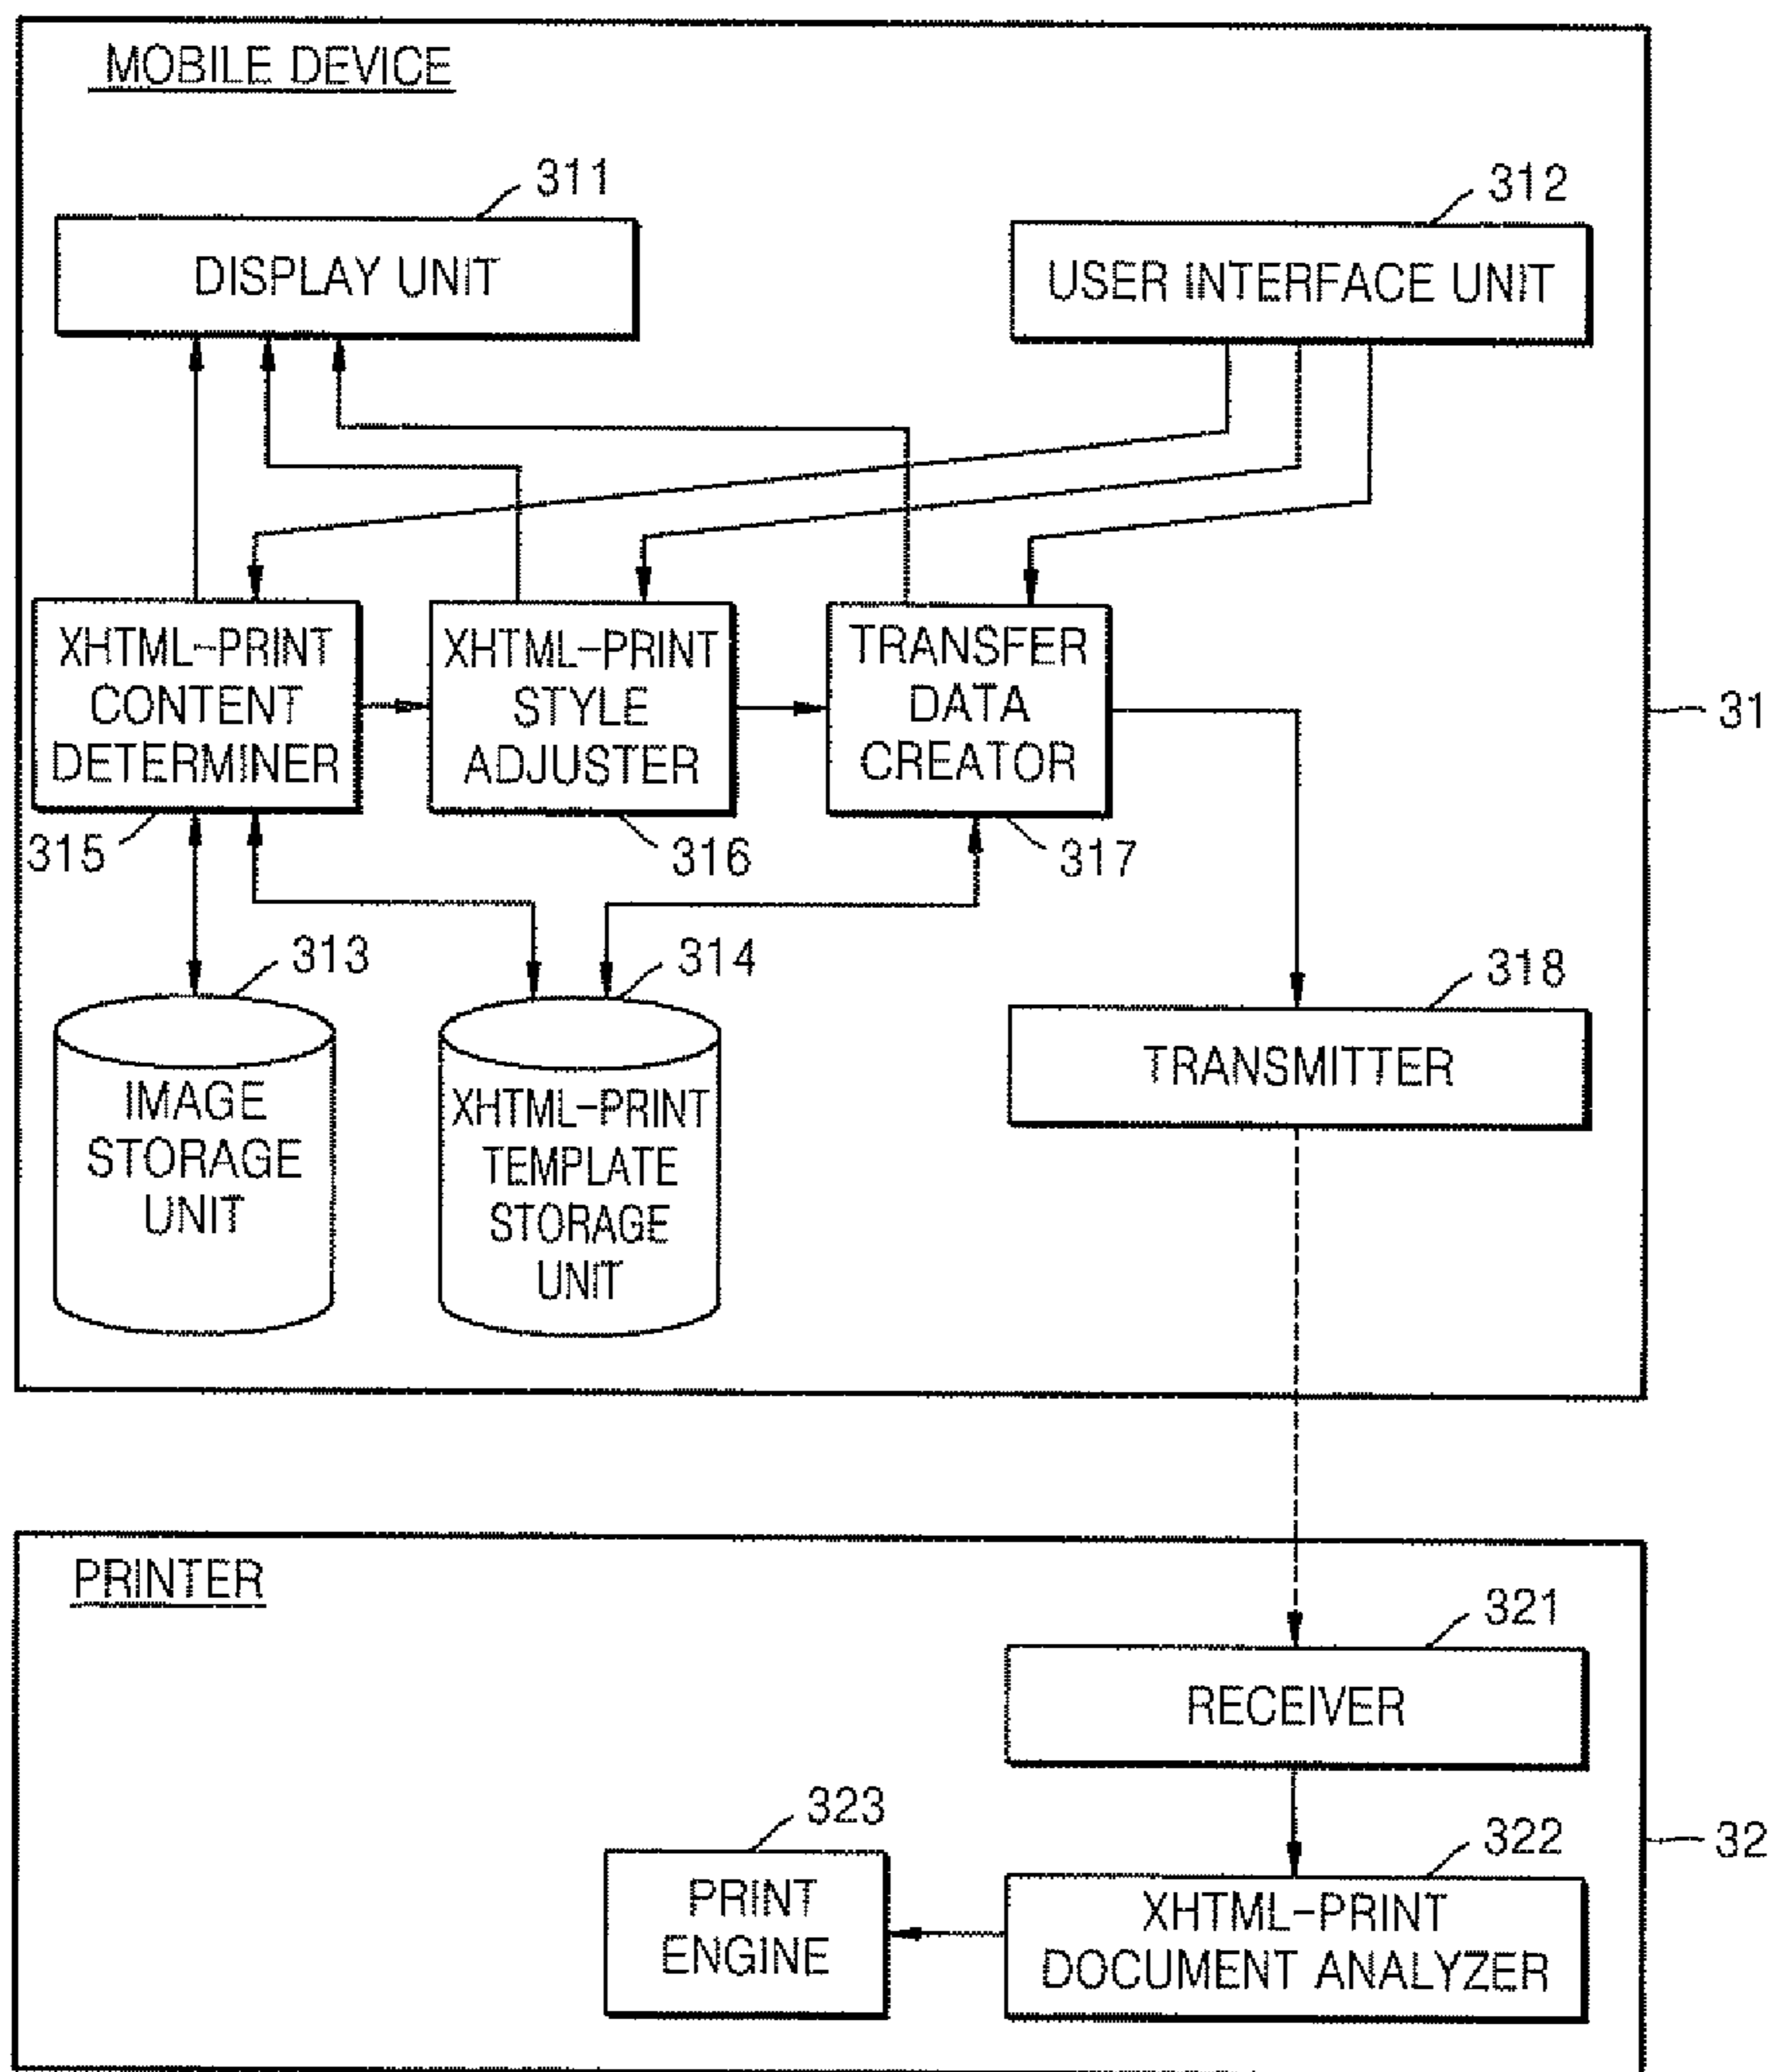 MOBILE DEVICE
311
312
DISPLAY UNIT
USER INTERFACE UNIT
XHTML-PRINT
CONTENT
DETERMINER
XHTML-PRINT
STYLE
ADJUSTER
TRANSFER
DATA
CREATOR
31
315
316
317
313
314
318
IMAGE
STORAGE
UNIT
XHTML-PRINT
TEMPLATE
STORAGE
UNIT
TRANSMITTER
PRINTER
321
RECEIVER
323
322
32
PRINT
ENGINE
XHTML-PRINT
DOCUMENT ANALYZER